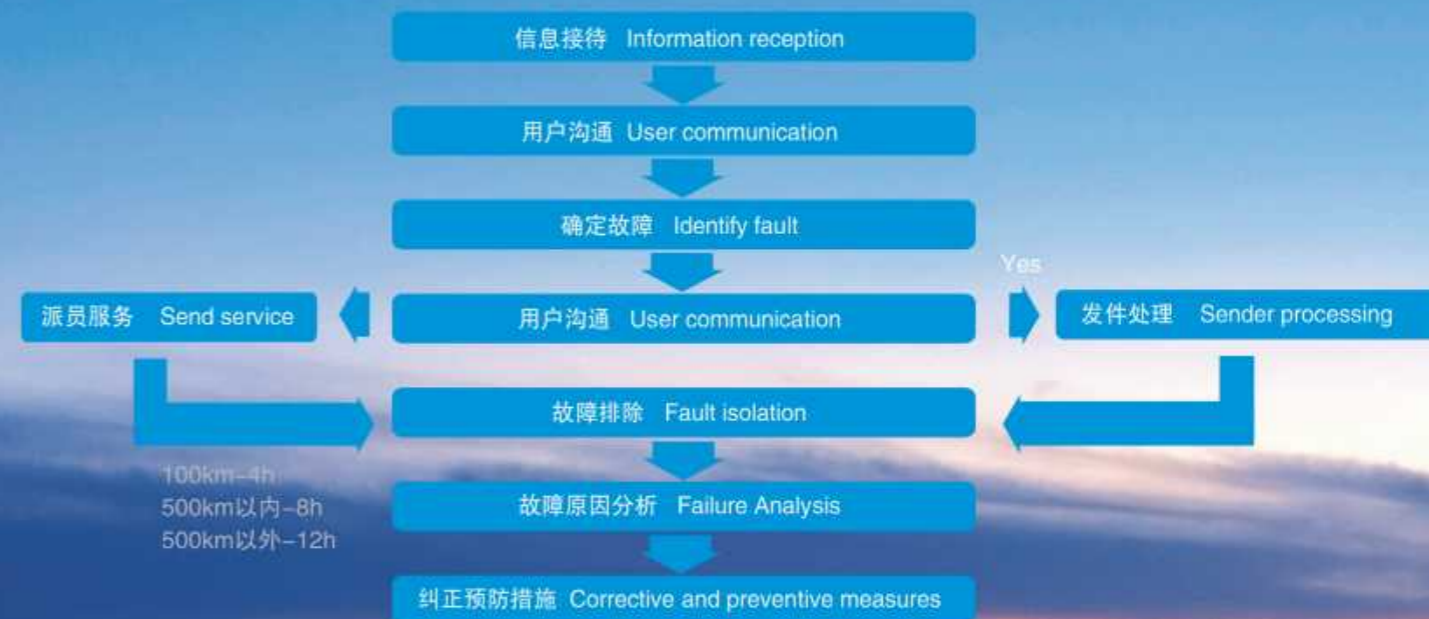 信息接待 Information reception
用户沟通 User communication
确定故障 Identify fault
Yes
派员服务 Send service
用户沟通 User communication
发件处理 Sender processing
故障排除 Fault isolation
100km-4h
500km以内-8h
500km以外-12h
故障原因分析 Failure Analysis
纠正预防措施 Corrective and preventive measures